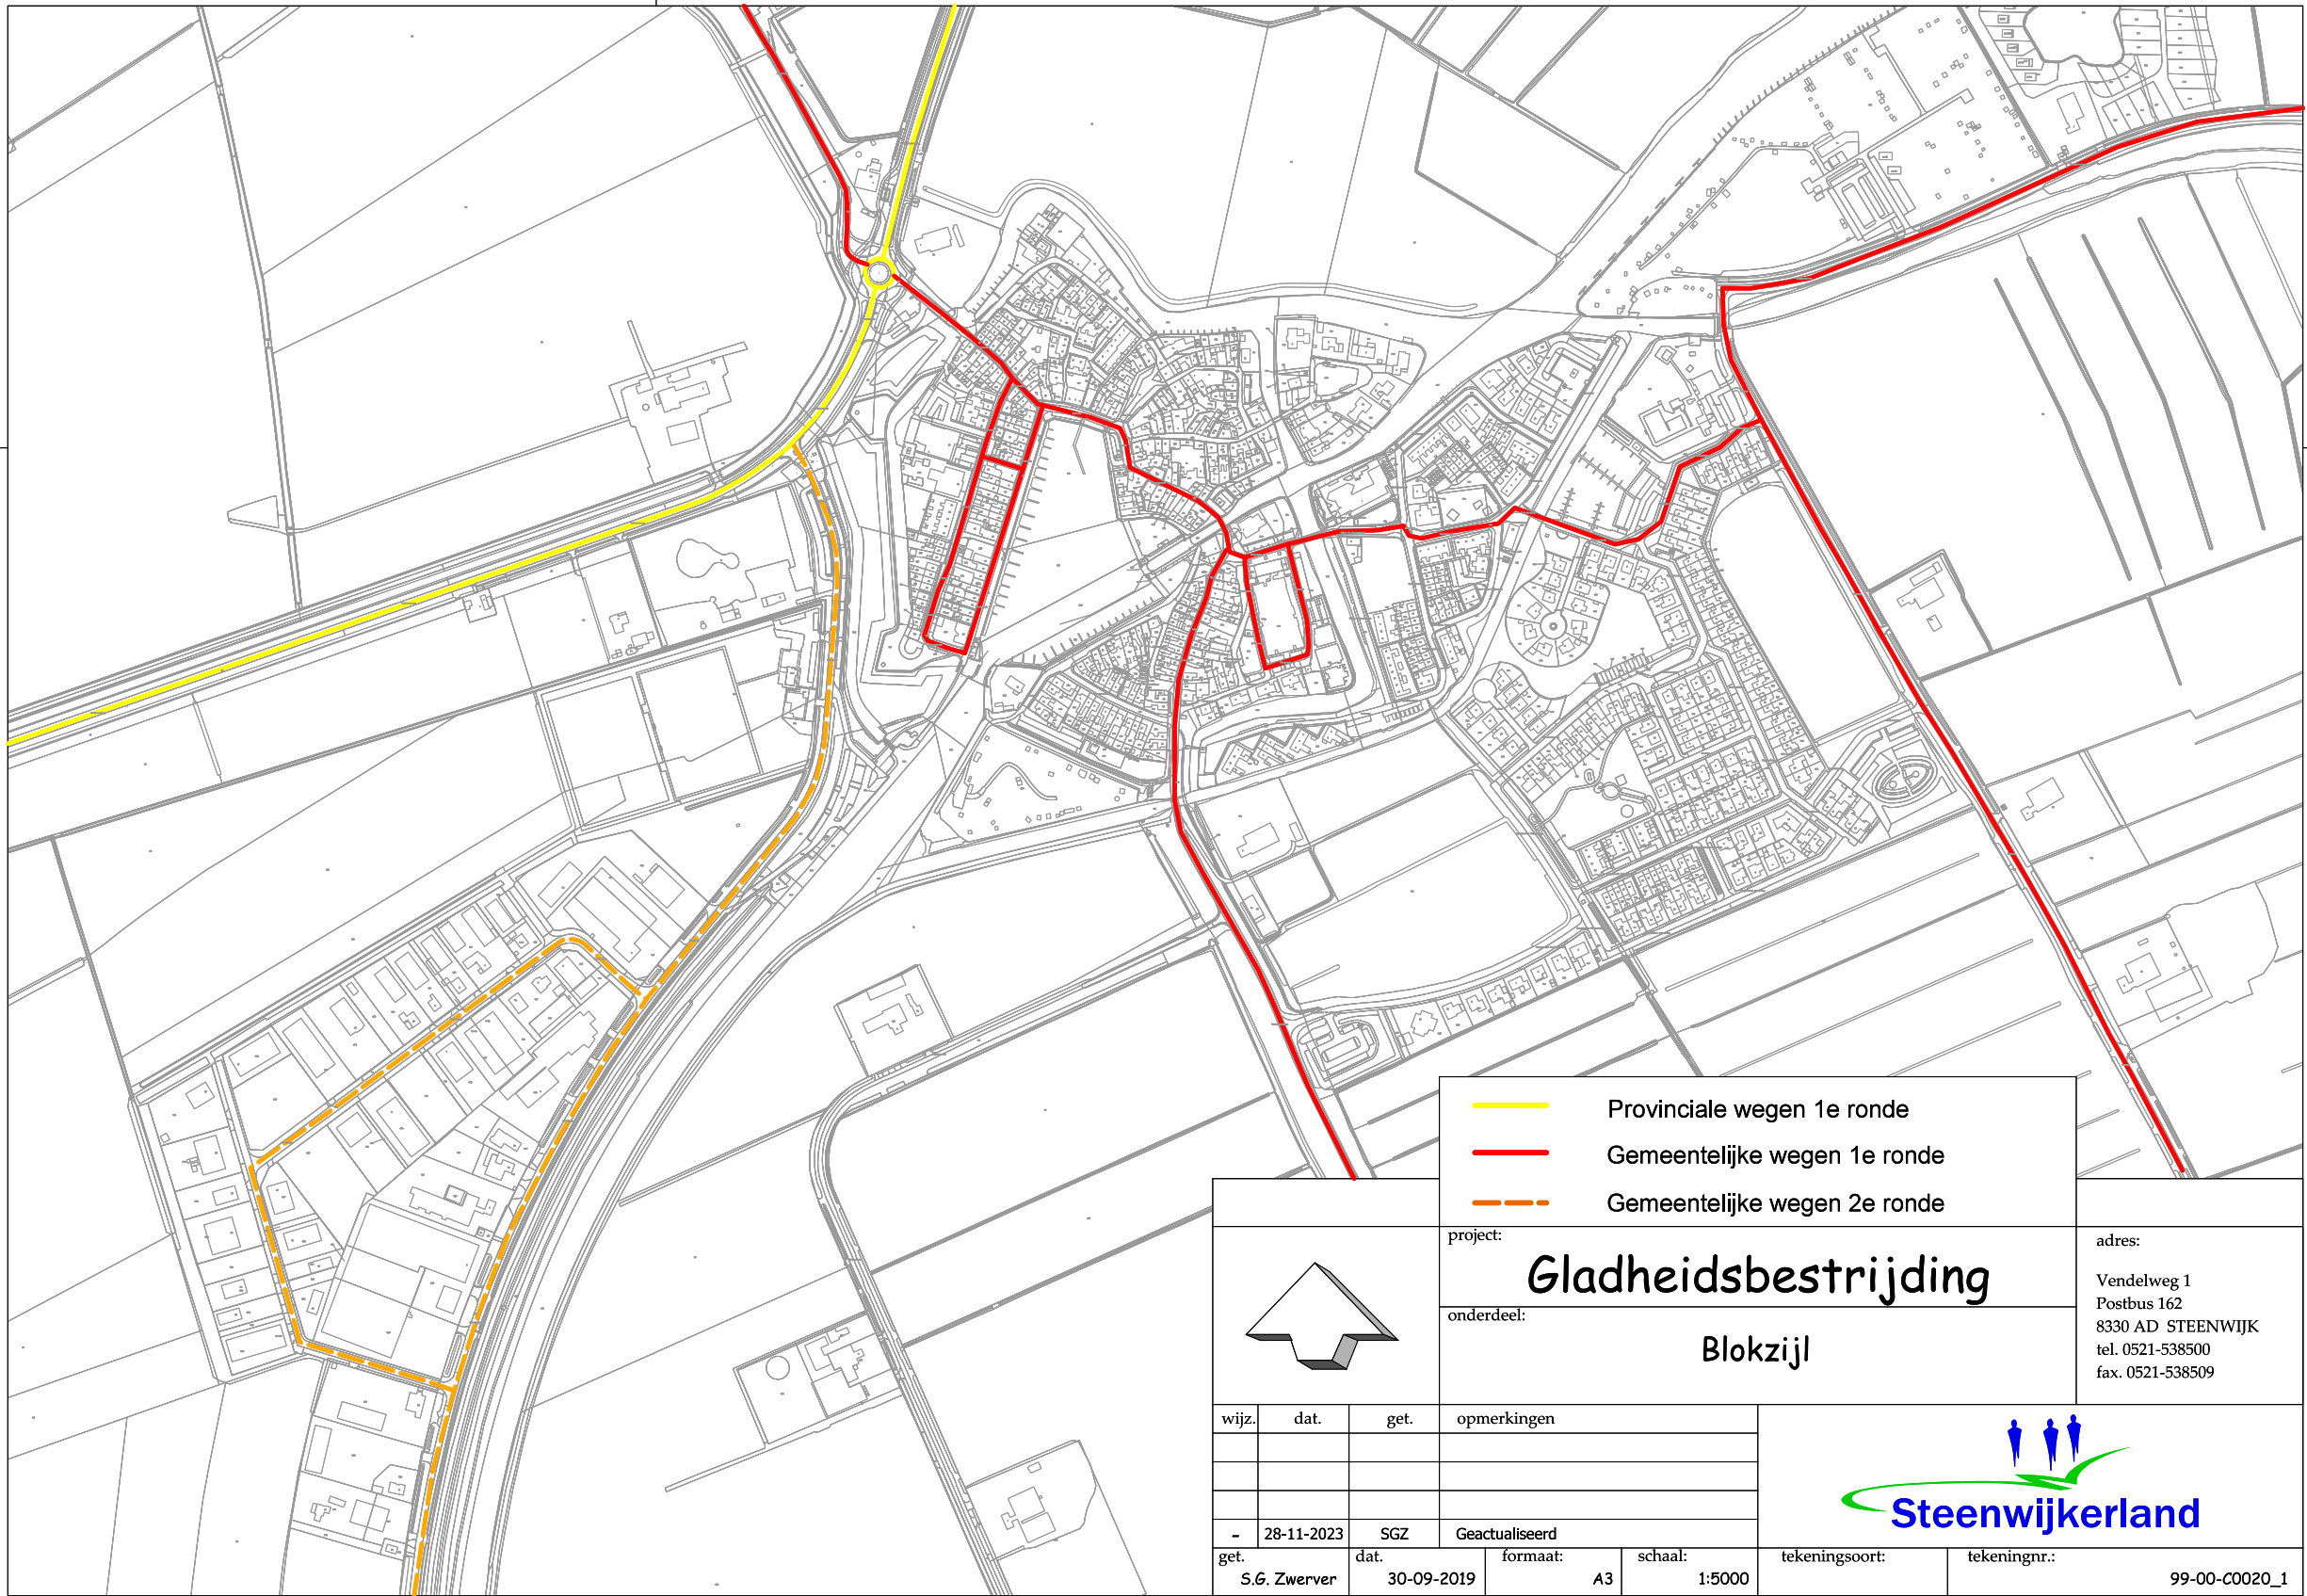 Provinciale wegen 1e ronde
Gemeentelijke wegen 1e ronde
Gemeentelijke wegen 2e ronde
project:
Gladheidsbestrijding
onderdeel:
Blokzijl
adres:
Vendelweg 1
Postbus 162
8330 AD STEENWIJK
tel. 0521-538500
fax. 0521-538509
wijz. dat. get. opmerkingen
- 28-11-2023 SGZ Geactualiseerd
Steenwijkerland
get. dat. formaat: schaal: tekeningsoort: tekeningnr.:
S.G. Zwerver 30-09-2019 A3 1:5000 99-00-C0020_1